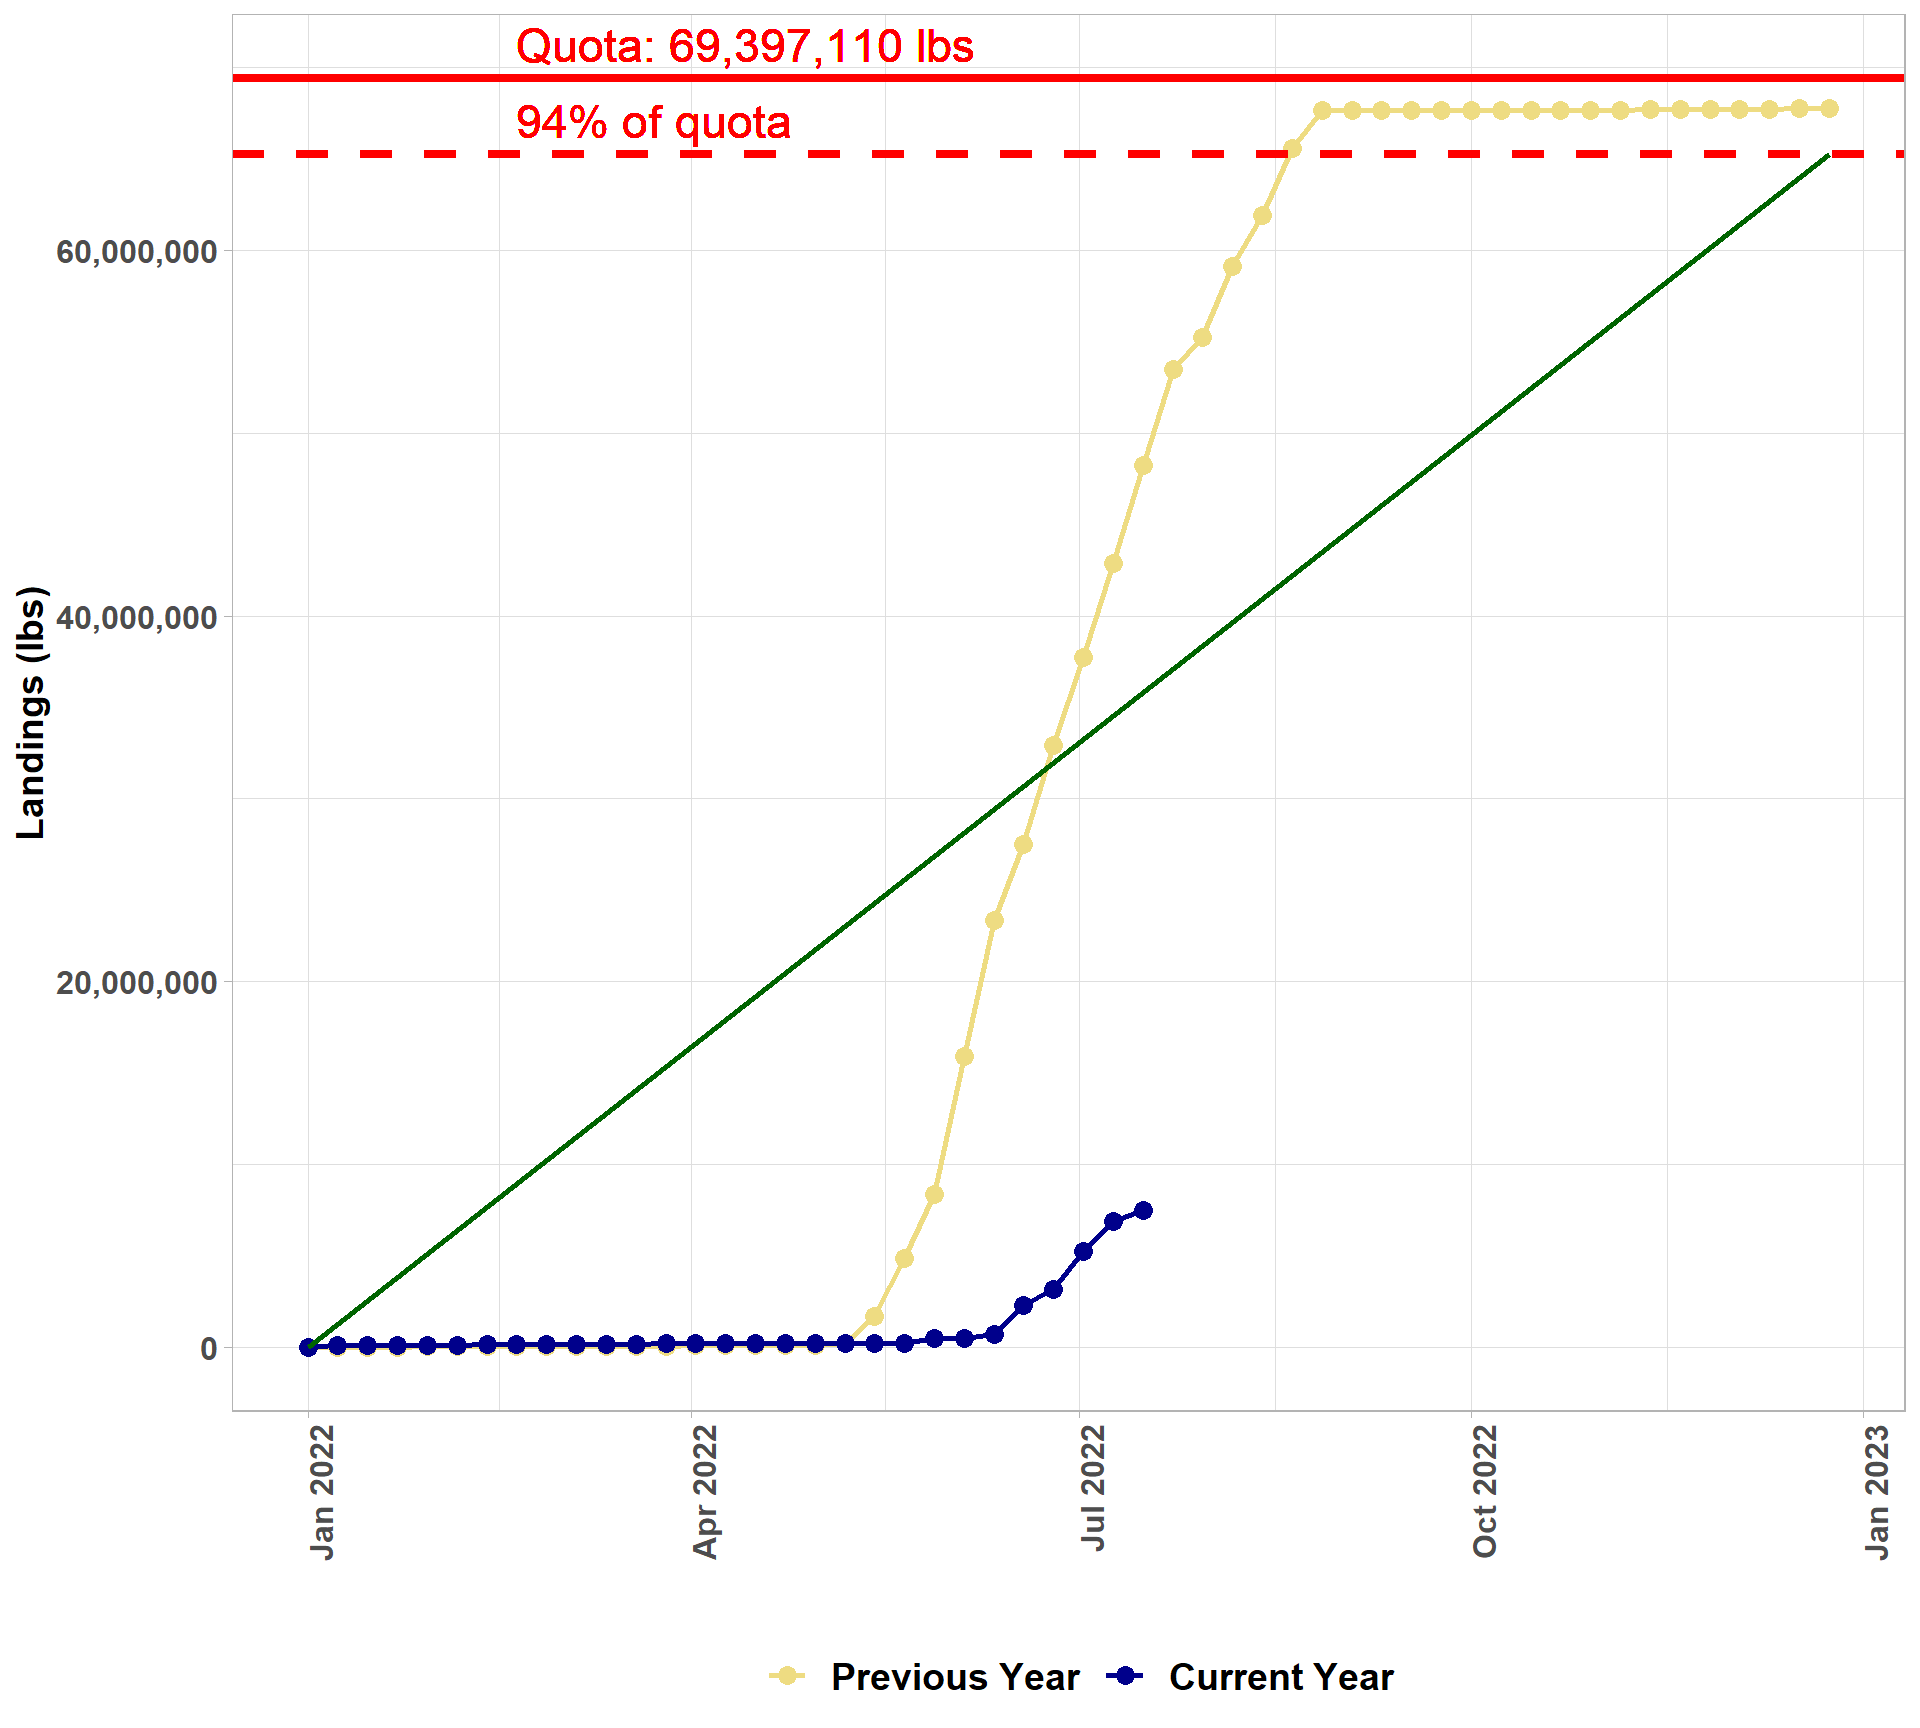 Quota: 69,397,110 lbs
94% of quota
Landings (lbs)
60,000,000
40,000,000
20,000,000
0
Jan 2022
Apr 2022
Jul 2022
Oct 2022
Jan 2023
Previous Year
Current Year